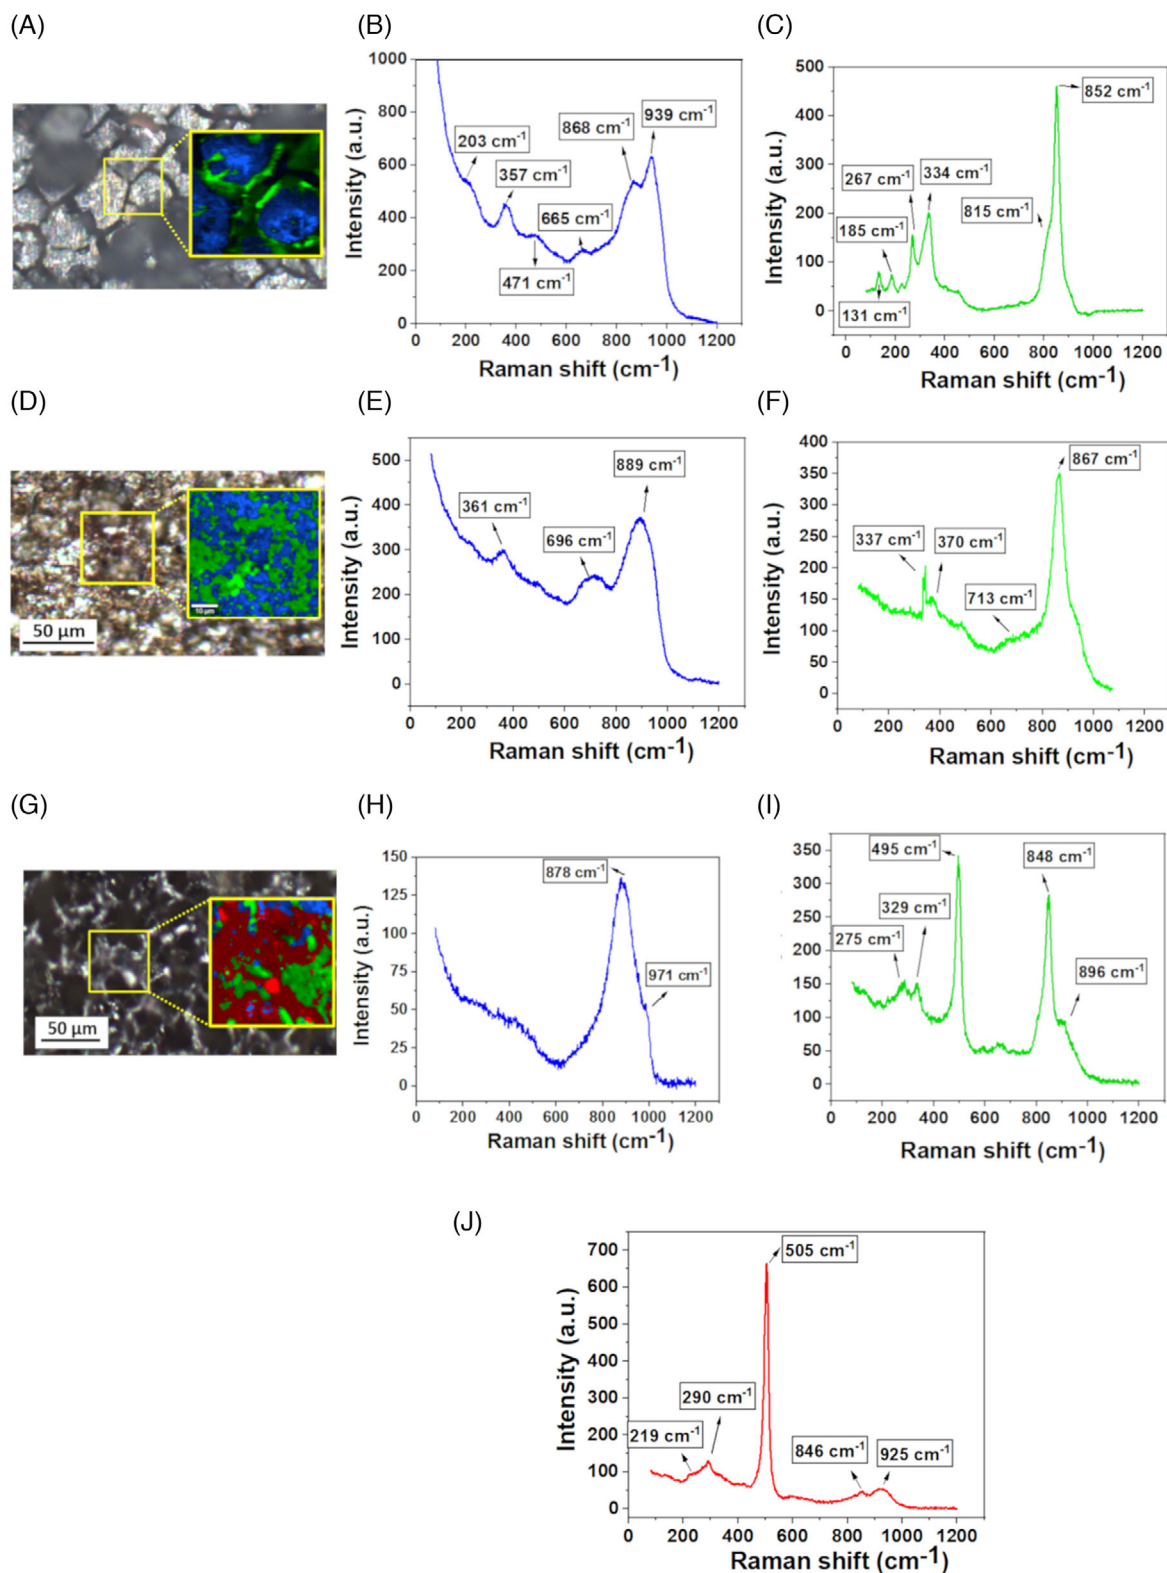 (A)
(B)
(C)
1000
800
600
400
200
0
Intensity (a.u.)
203 cm-1
357 cm-1
471 cm-1
665 cm-1
868 cm-1
939 cm-1
0 200 400 600 800 1000 1200
Raman shift (cm-1)
500
400
300
200
100
0
Intensity (a.u.)
131 cm-1
185 cm-1
267 cm-1
334 cm-1
815 cm-1
852 cm-1
0 200 400 600 800 1000 1200
Raman shift (cm-1)
(D)
(E)
(F)
50 µm
10 µm
500
400
300
200
100
0
Intensity (a.u.)
361 cm-1
696 cm-1
889 cm-1
0 200 400 600 800 1000 1200
Raman shift (cm-1)
400
350
300
250
200
150
100
50
0
Intensity (a.u.)
337 cm-1
370 cm-1
713 cm-1
867 cm-1
0 200 400 600 800 1000
Raman shift (cm-1)
(G)
(H)
(I)
50 µm
150
125
100
75
50
25
0
Intensity (a.u.)
878 cm-1
971 cm-1
0 200 400 600 800 1000 1200
Raman shift (cm-1)
350
300
250
200
150
100
50
0
275 cm-1
329 cm-1
495 cm-1
848 cm-1
896 cm-1
0 200 400 600 800 1000 1200
Raman shift (cm-1)
(J)
700
600
500
400
300
200
100
0
Intensity (a.u.)
219 cm-1
290 cm-1
505 cm-1
846 cm-1
925 cm-1
0 200 400 600 800 1000 1200
Raman shift (cm-1)